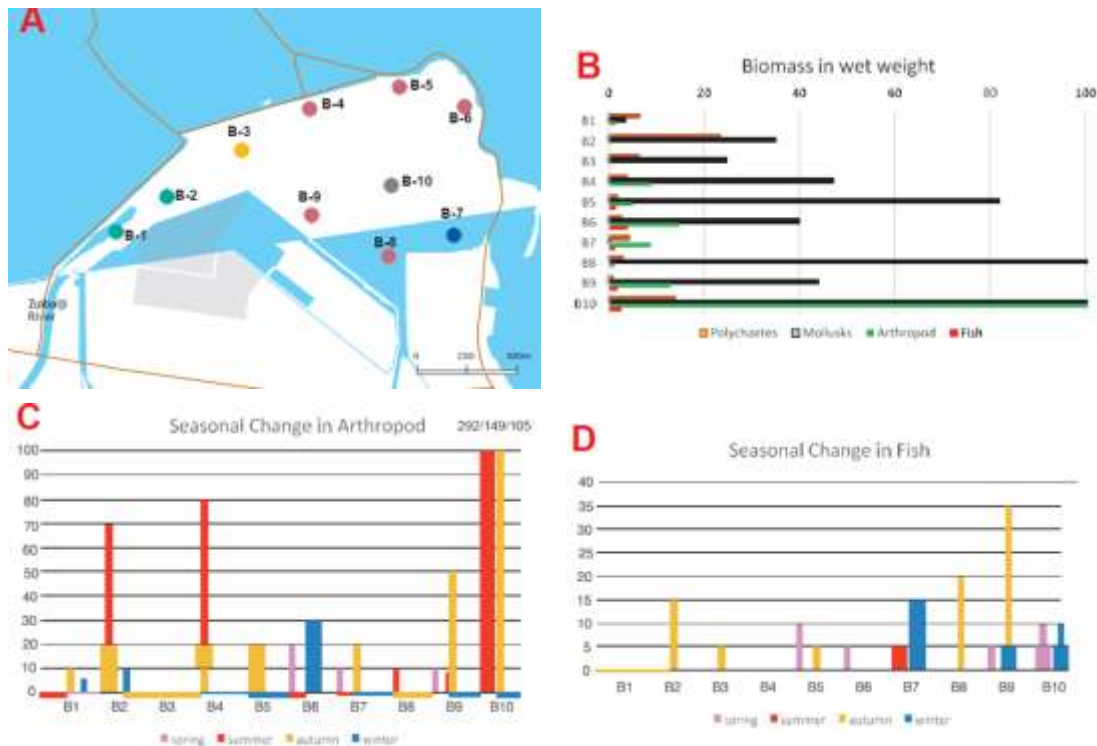 A
B-5
B-4
B-6
B-3
B-10
B-2
B-9
B-7
B-1
B-8
River
0 200 500m
B
Biomass in wet weight
0 20 40 60 80 100
B1
B2
B3
B4
B5
B6
B7
B8
B9
B10
Polychaetes Mollusks Arthropod Fish
C
Seasonal Change in Arthropod 292/149/105
100
90
80
70
60
50
40
30
20
10
0
B1 B2 B3 B4 B5 B6 B7 B8 B9 B10
spring summer autumn winter
D
Seasonal Change in Fish
40
35
30
25
20
15
10
5
0
B1 B2 B3 B4 B5 B6 B7 B8 B9 B10
spring summer autumn winter